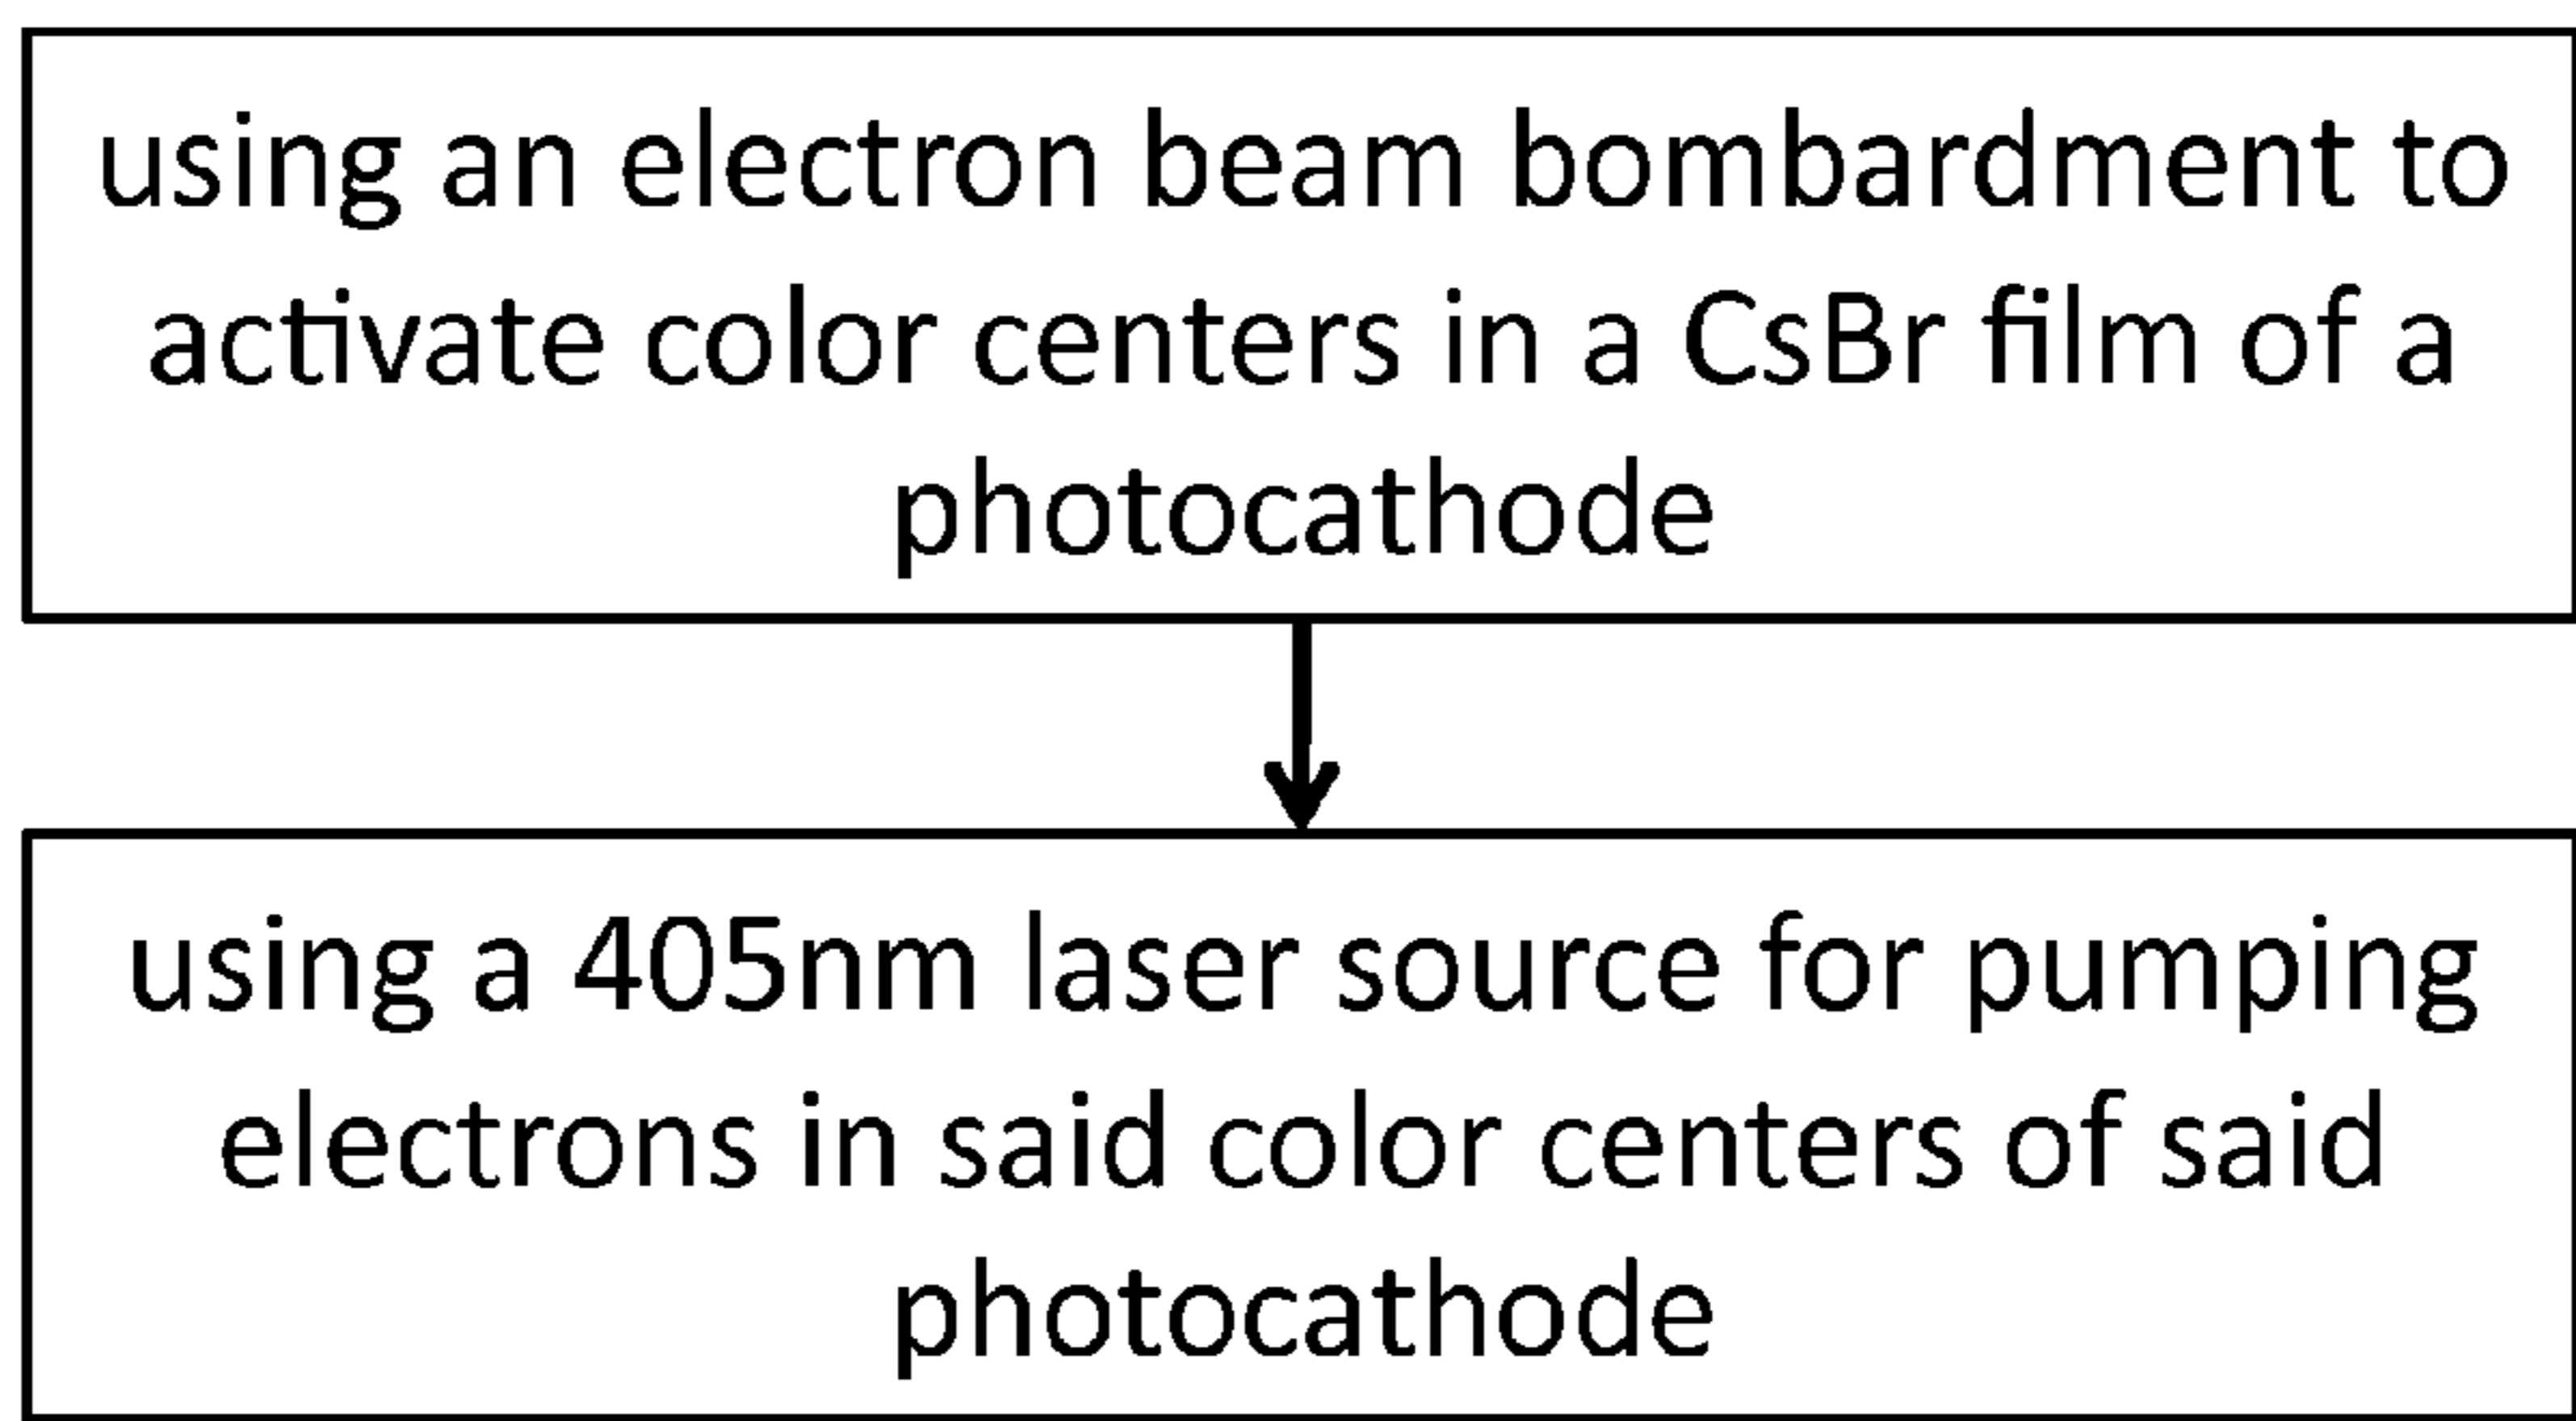 using an electron beam bombardment to
activate color centers in a CsBr film of a
photocathode
using a 405nm laser source for pumping
electrons in said color centers of said
photocathode